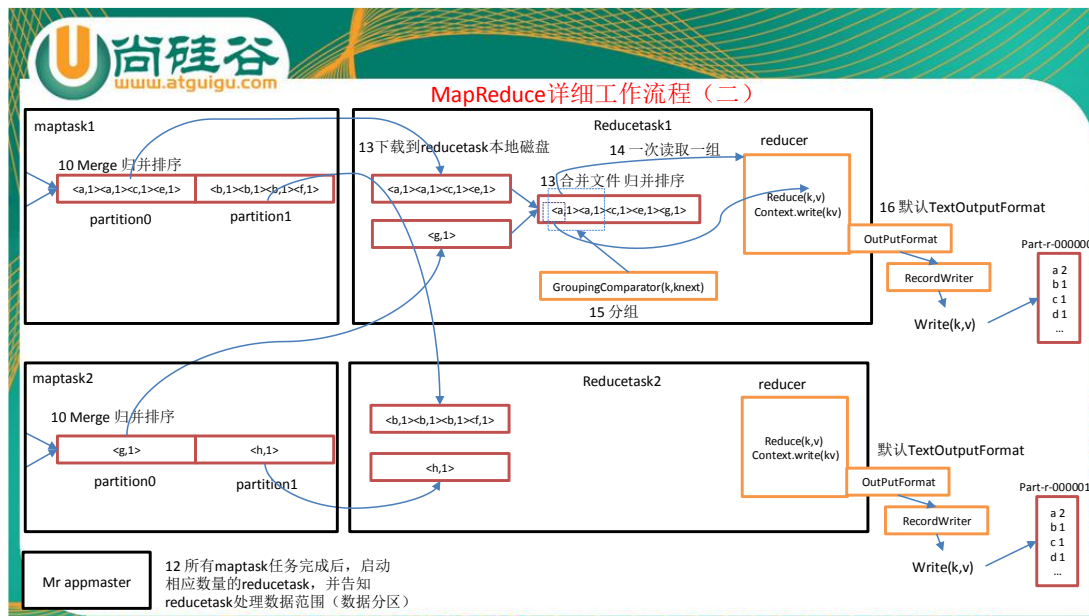 尚硅谷
www.atguigu.com
MapReduce详细工作流程（二）
maptask1
10 Merge 归并排序
<a,1><a,1><c,1><e,1>
<b,1><b,1><b,1><f,1>
partition0
partition1
Reducetask1
13下载到reducetask本地磁盘
<a,1><a,1><c,1><e,1>
<g,1>
14 一次读取一组
13 合并文件 归并排序
<a,1><a,1><c,1><e,1><g,1>
GroupingComparator(k,knext)
15 分组
reducer
Reduce(k,v)
Context.write(kv)
16 默认TextOutputFormat
OutPutFormat
RecordWriter
Write(k,v)
Part-r-000000
a 2
b 1
c 1
d 1
...
maptask2
10 Merge 归并排序
<g,1>
<h,1>
partition0
partition1
Reducetask2
<b,1><b,1><b,1><f,1>
<h,1>
reducer
Reduce(k,v)
Context.write(kv)
默认TextOutputFormat
OutPutFormat
RecordWriter
Write(k,v)
Part-r-000001
a 2
b 1
c 1
d 1
...
Mr appmaster
12 所有maptask任务完成后，启动
相应数量的reducetask，并告知
reducetask处理数据范围（数据分区）